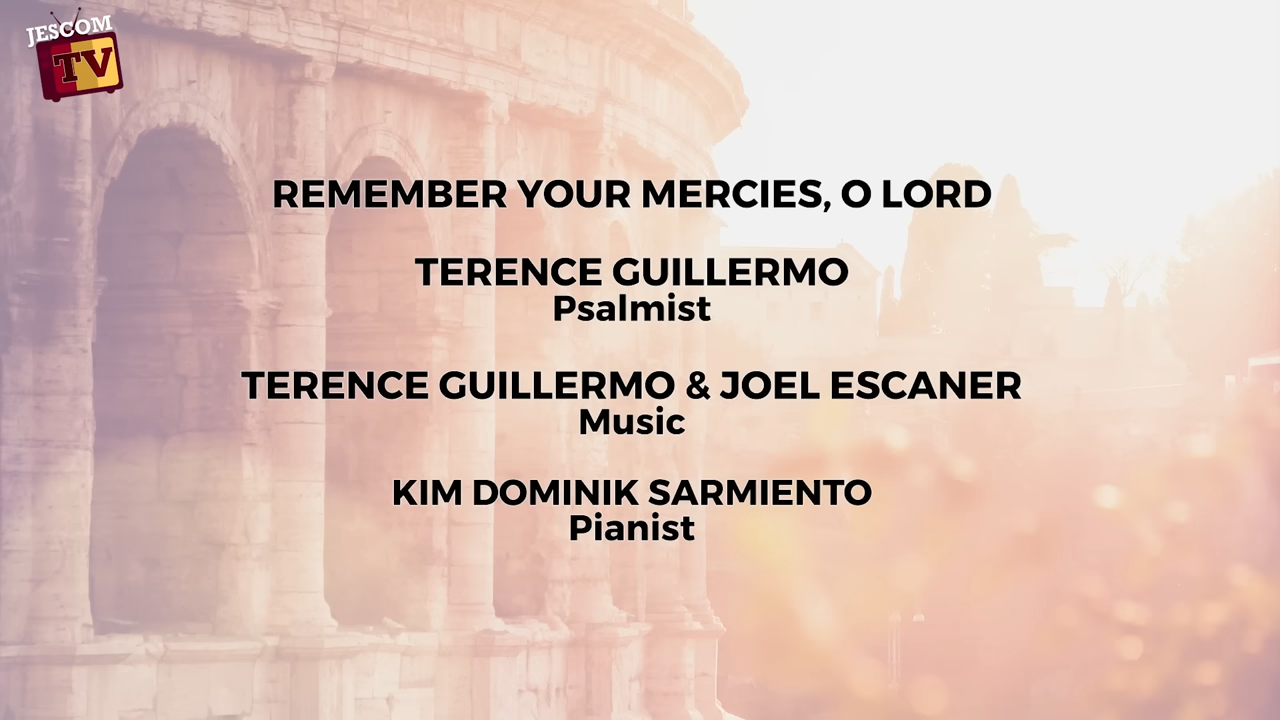 JESCOM
TV
REMEMBER YOUR MERCIES, O LORD
TERENCE GUILLERMO
Psalmist
TERENCE GUILLERMO & JOEL ESCANER
Music
KIM DOMINIK SARMIENTO
Pianist